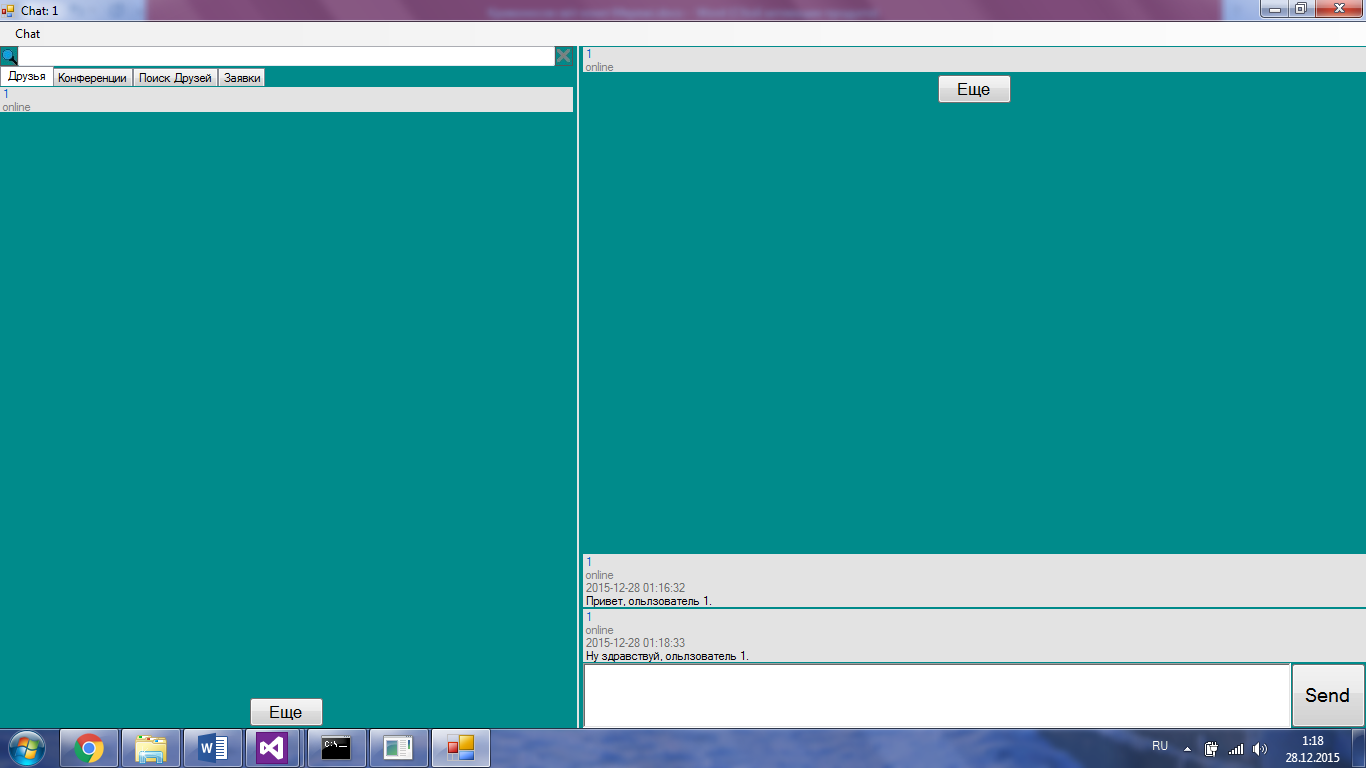 Chat: 1
Chat
Друзья Конференции Поиск Друзей Заявки
1
online
Еще
1
online
Еще
1
online
2015-12-28 01:16:32
Привет, ользователь 1.
1
online
2015-12-28 01:18:33
Ну здравствуй, ользователь 1.
Send
C:\
RU
1:18
28.12.2015